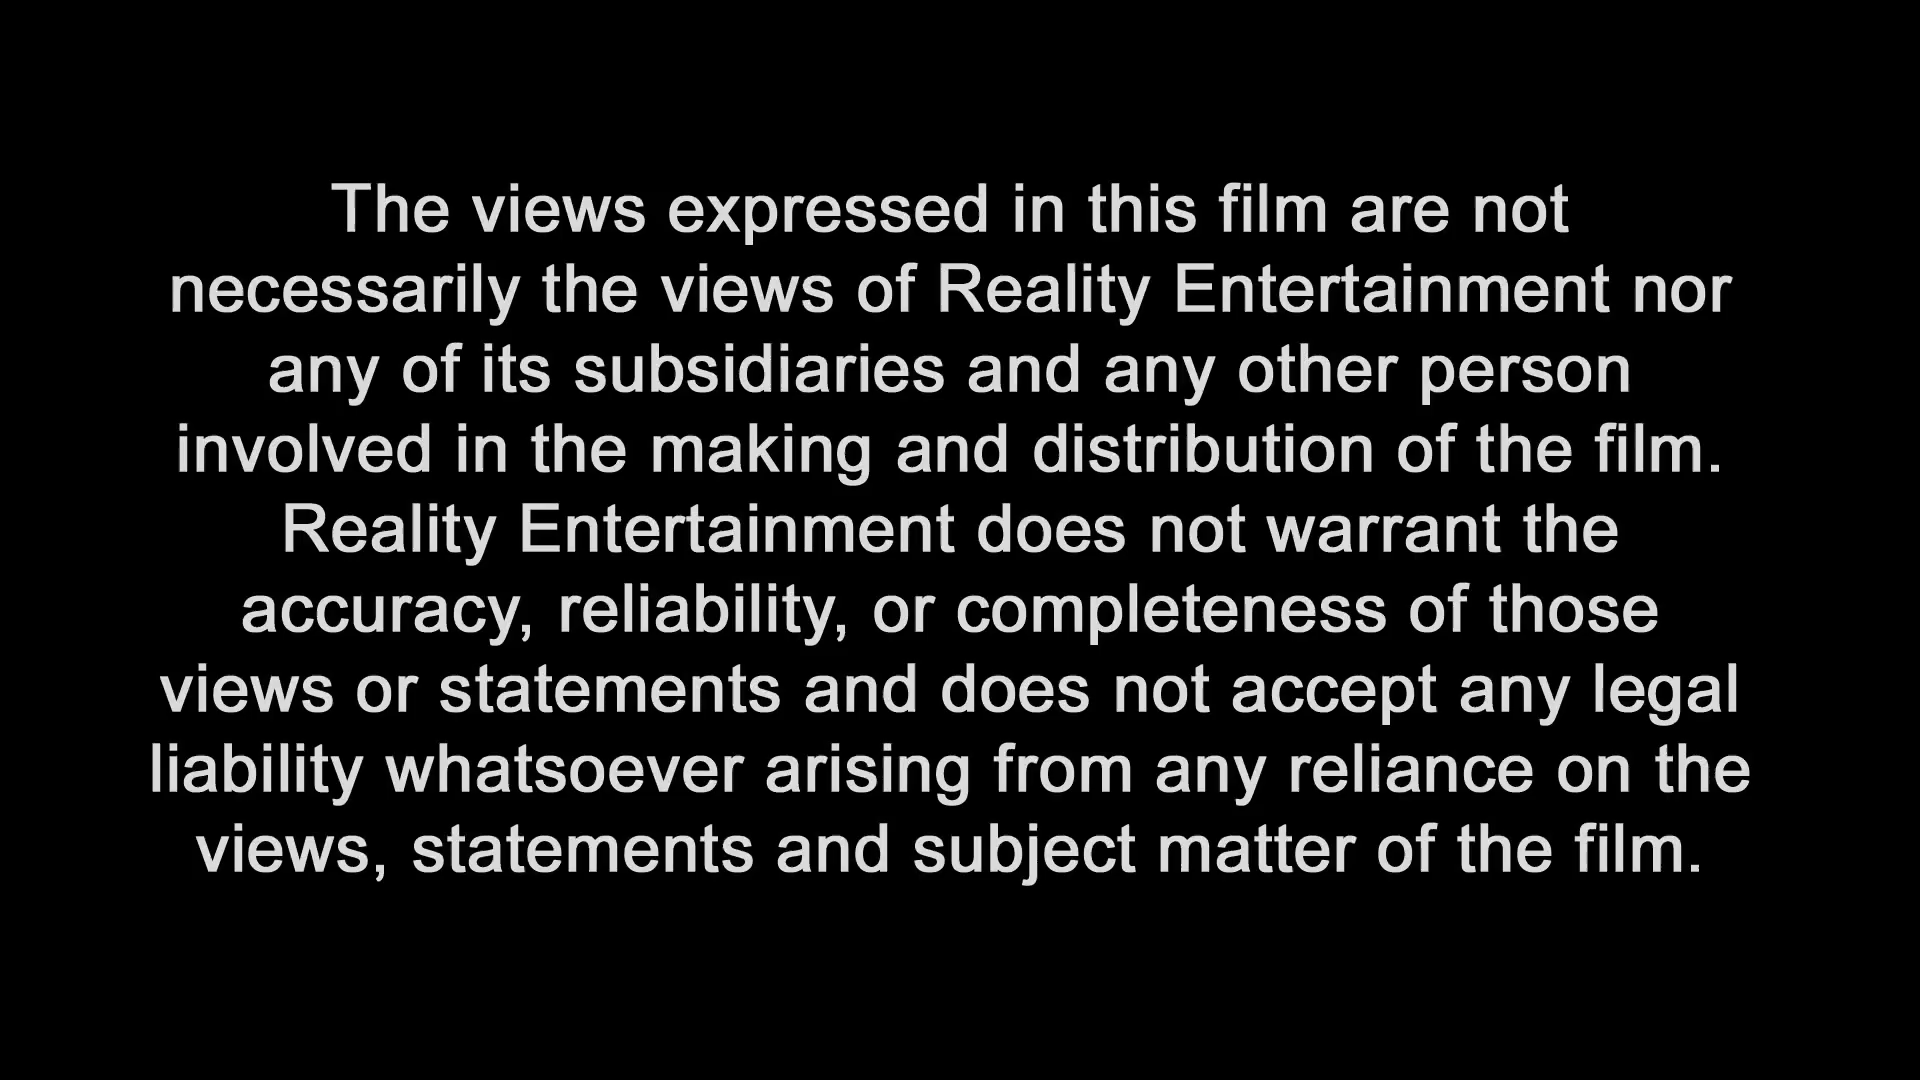 The views expressed in this film are not
necessarily the views of Reality Entertainment nor
any of its subsidiaries and any other person
involved in the making and distribution of the film.
Reality Entertainment does not warrant the
accuracy, reliability, or completeness of those
views or statements and does not accept any legal
liability whatsoever arising from any reliance on the
views, statements and subject matter of the film.